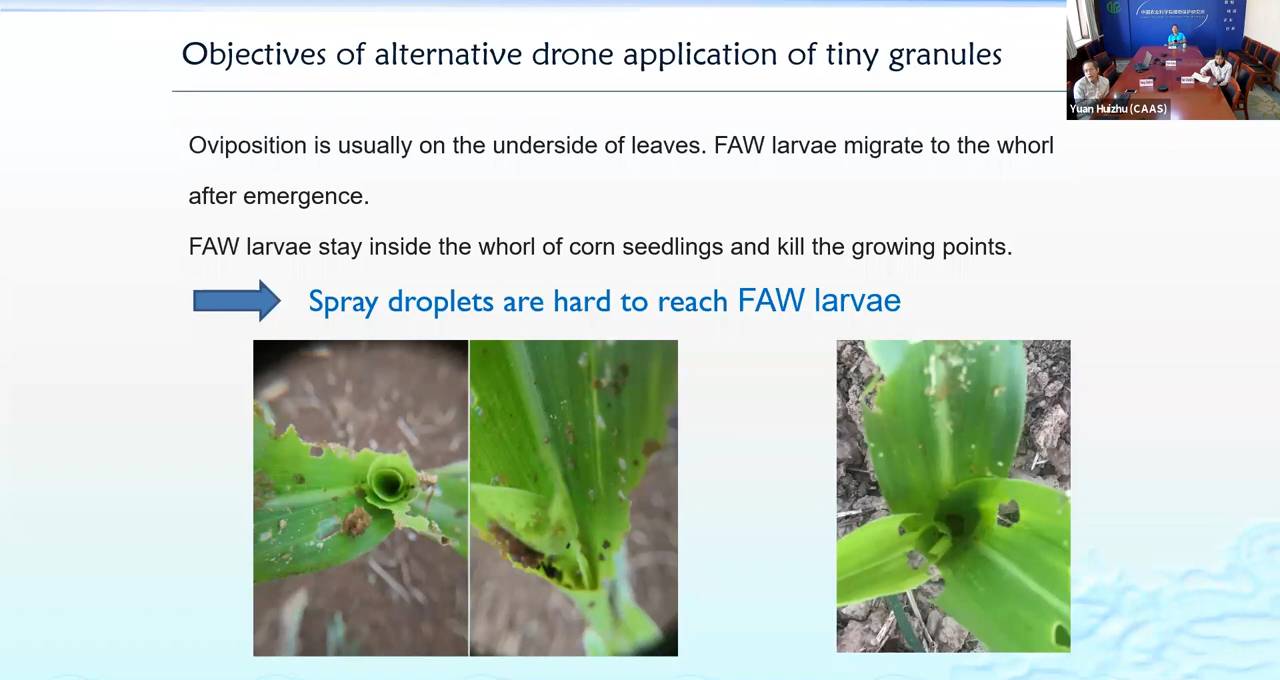 Objectives of alternative drone application of tiny granules
Oviposition is usually on the underside of leaves. FAW larvae migrate to the whorl
after emergence.
FAW larvae stay inside the whorl of corn seedlings and kill the growing points.
Spray droplets are hard to reach FAW larvae
Yuan Huizhu (CAAS)